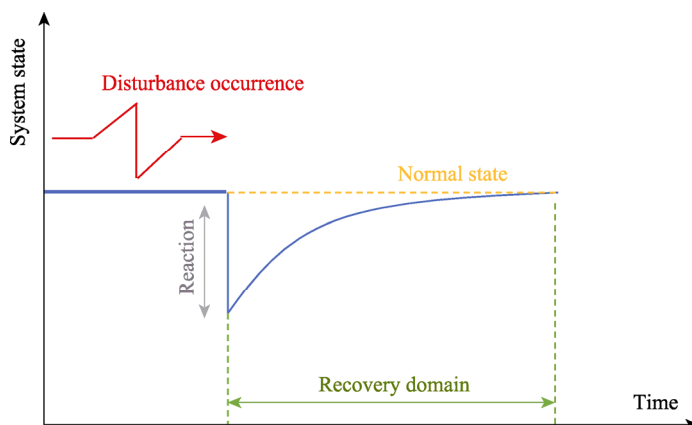 System state
Disturbance occurrence
Normal state
Reaction
Recovery domain
Time